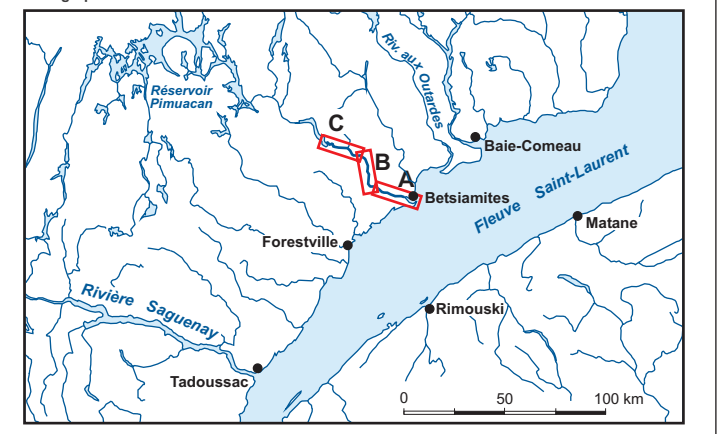 Réservoir
Pimuacan
Riv. aux Outardes
C
B
A
Baie-Comeau
Betsiamites
Fleuve Saint-Laurent
Matane
Forestville
Rivière Saguenay
Rimouski
Tadoussac
0 50 100 km